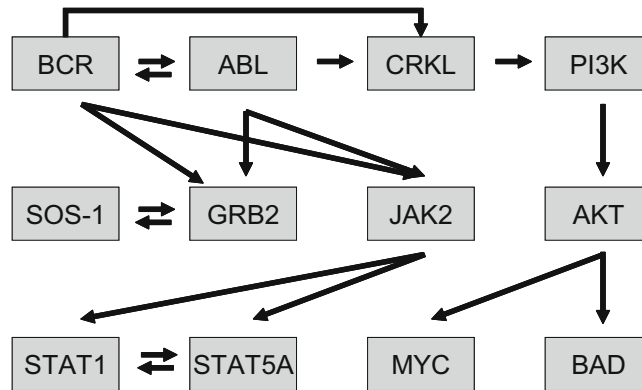 BCR ABL CRKL PI3K
SOS-1 GRB2 JAK2 AKT
STAT1 STAT5A MYC BAD